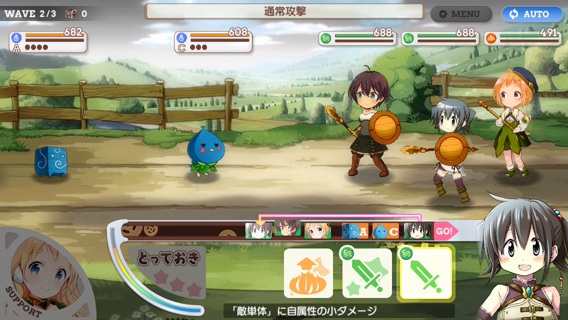 WAVE 2/3 0
通常攻撃
MENU
AUTO
682
A
608
C
688
688
491
A
C
GO!
とっておき
SUPPORT
「敵単体」に自属性の小ダメージ